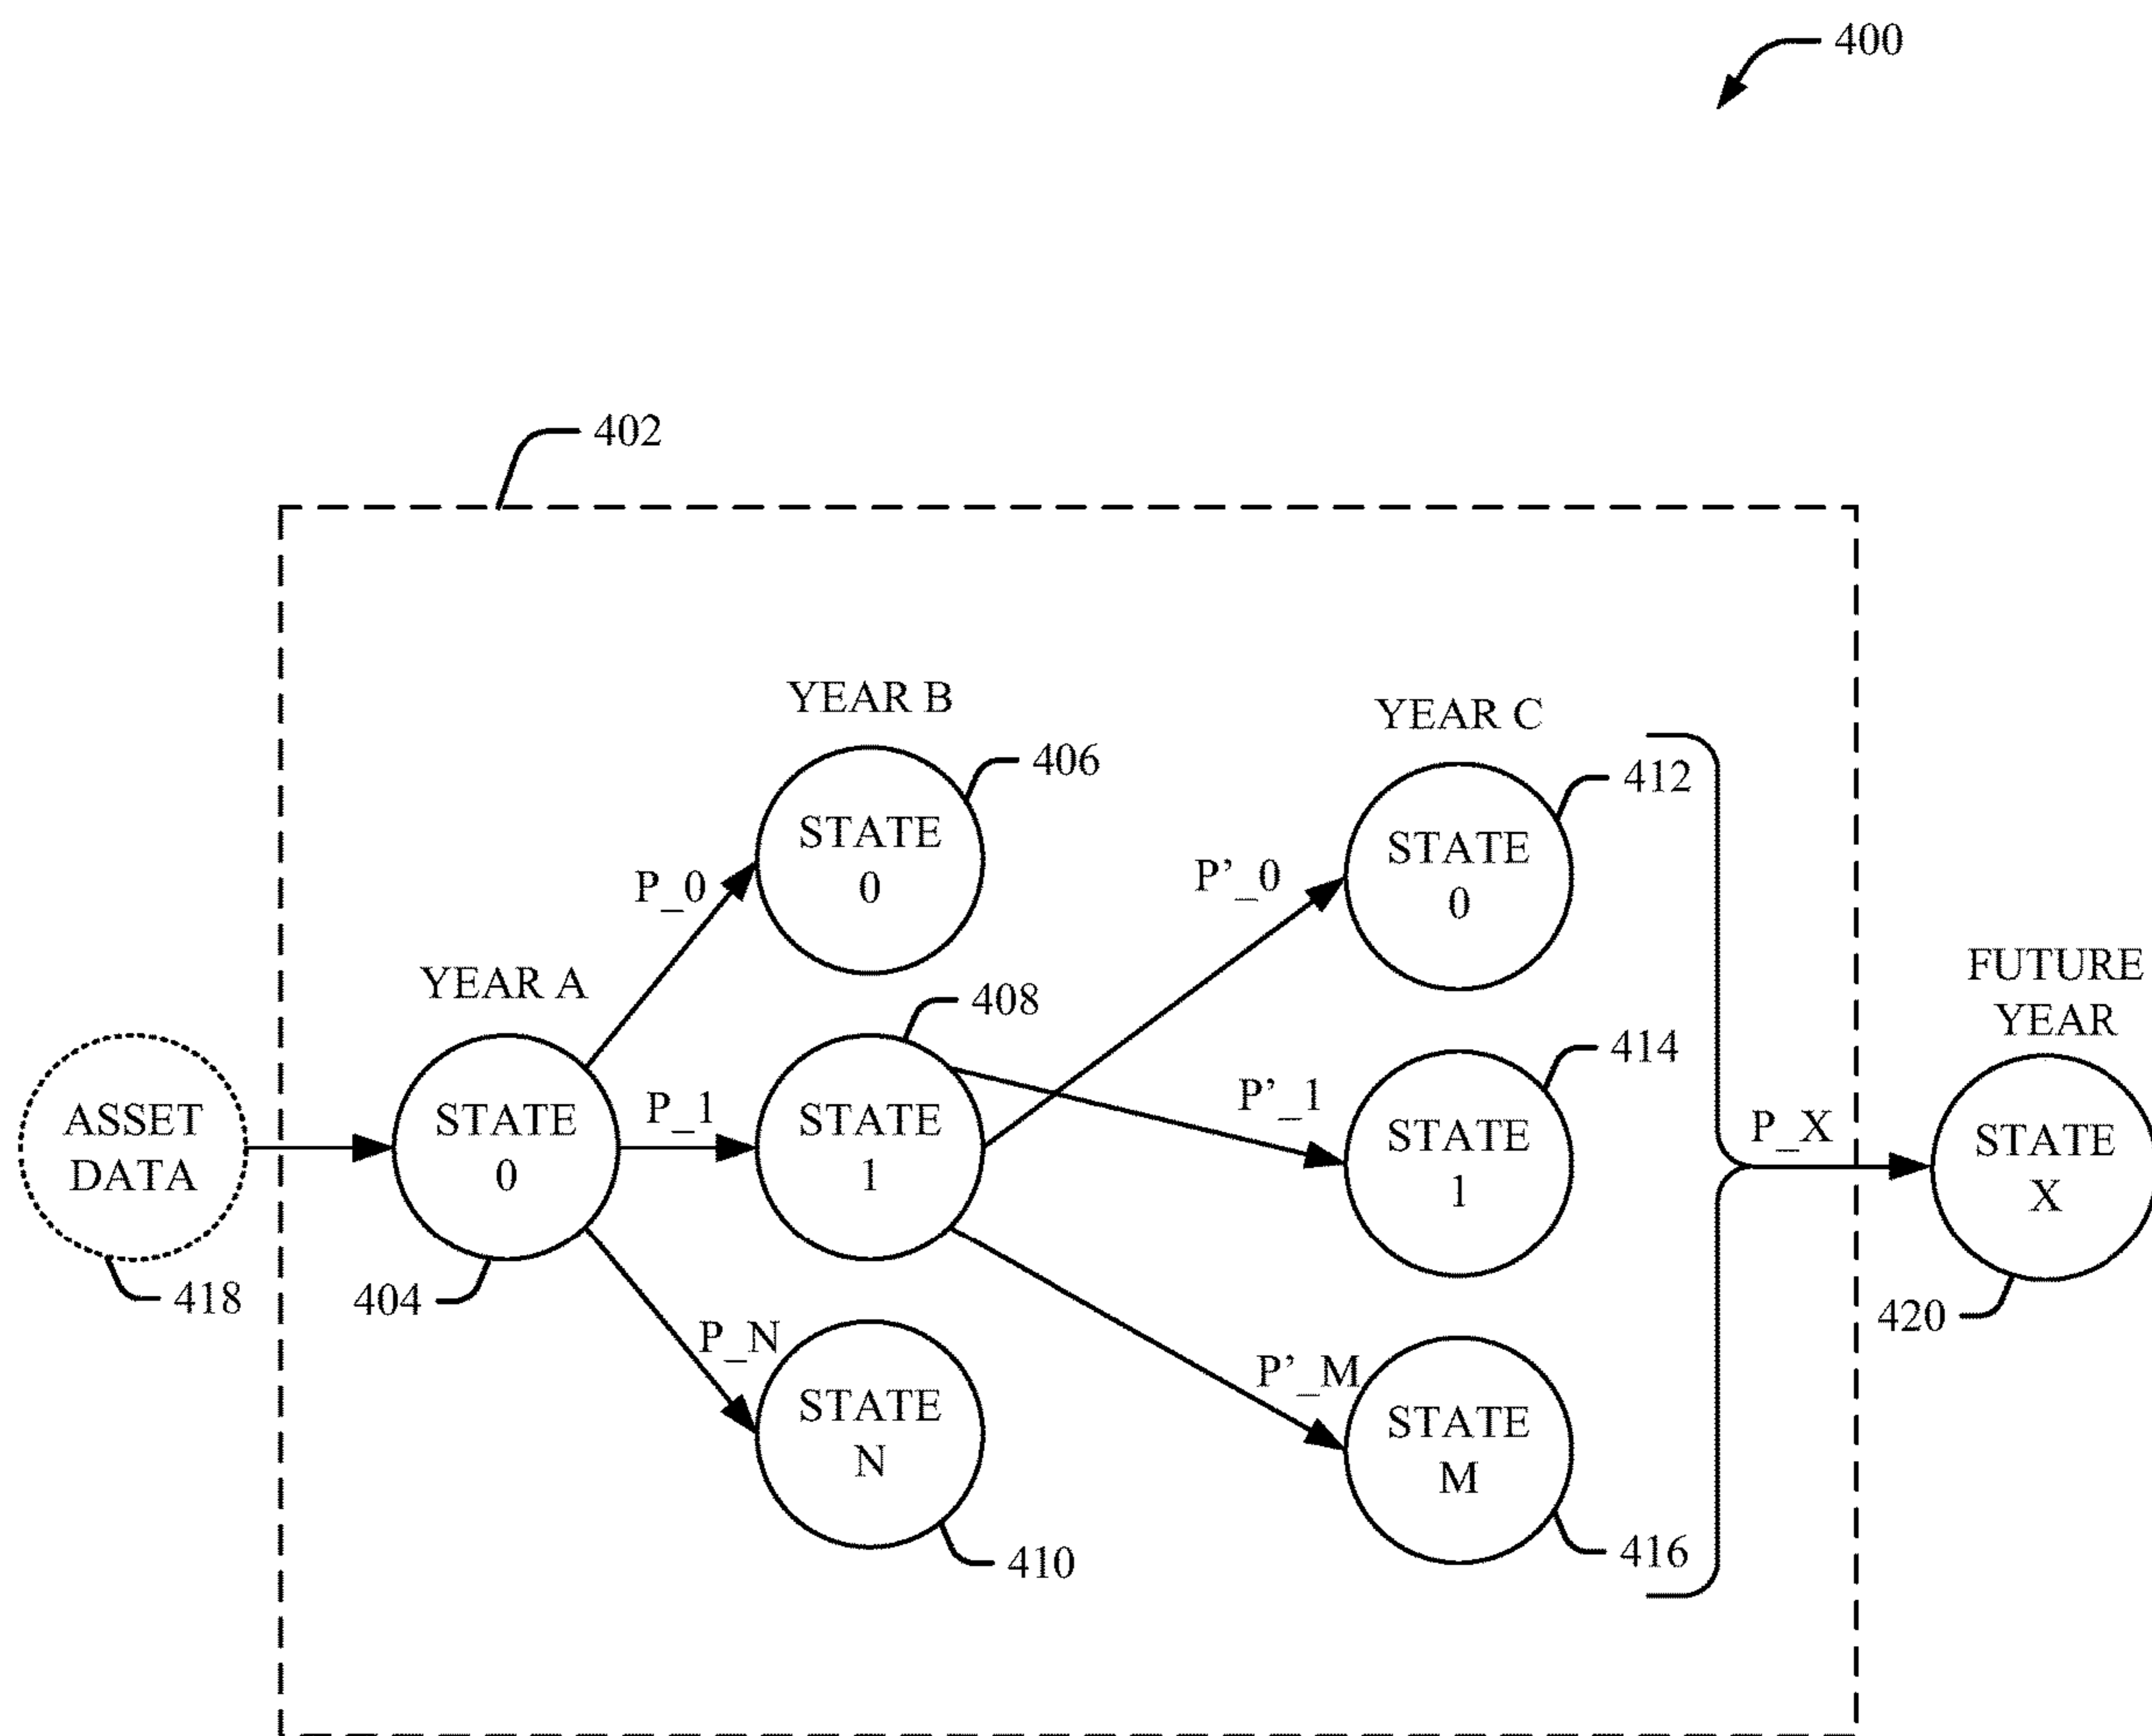 400
402
YEAR B
YEAR C
406
412
STATE
0
STATE
0
P_0
P'_0
YEAR A
408
414
FUTURE
YEAR
ASSET
DATA
STATE
0
P_1
STATE
1
P'_1
STATE
1
P_X
STATE
X
418
404
420
P_N
P'_M
STATE
N
STATE
M
410
416